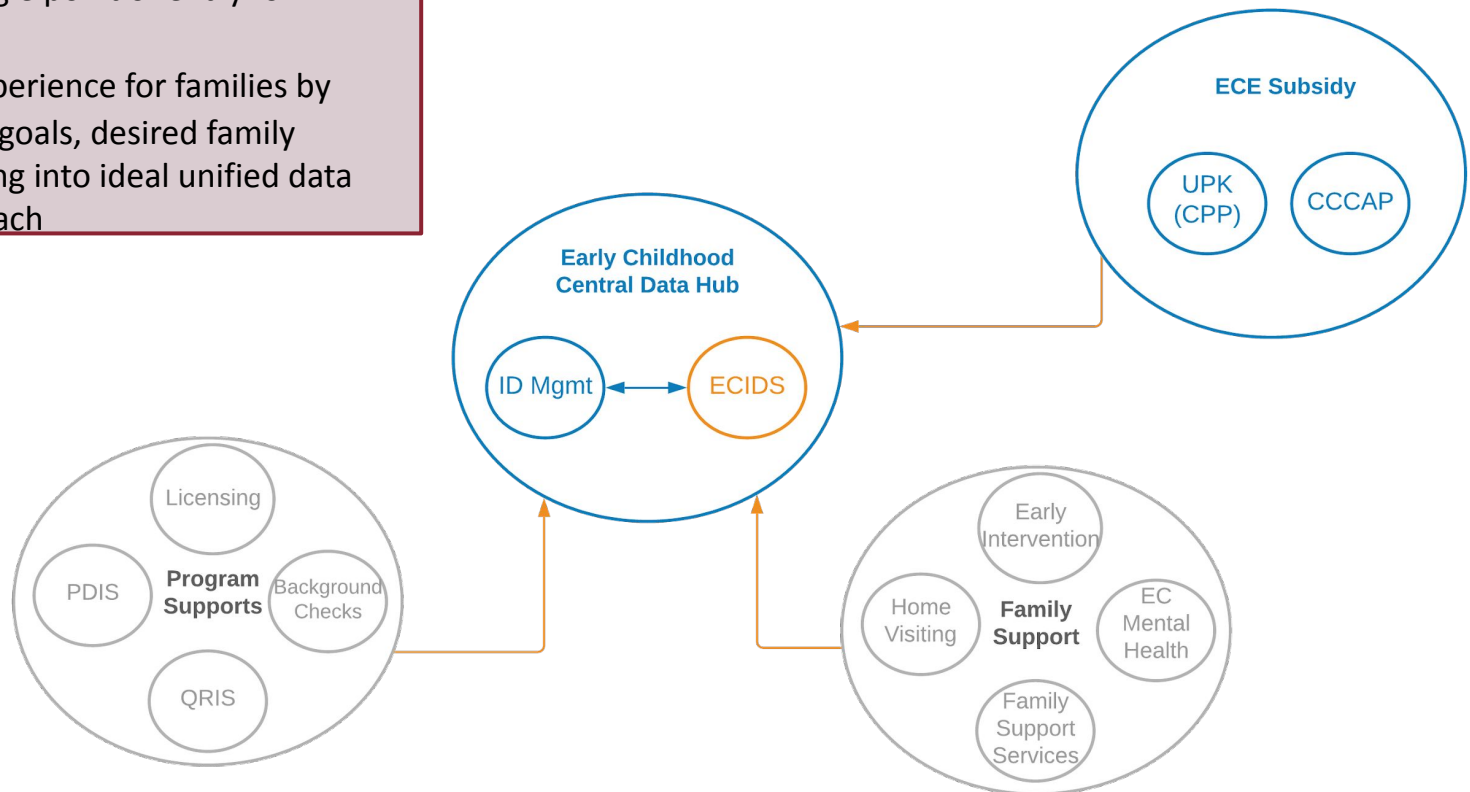 perience for families by
goals, desired family
into ideal unified data
ECE Subsidy
UPK
(CPP)
CCCAP
Early Childhood
Central Data Hub
ID Mgmt
ECIDS
Licensing
PDIS
Program
Supports
Background
Checks
QRIS
Early
Intervention
Home
Visiting
Family
Support
EC
Mental
Health
Family
Support
Services